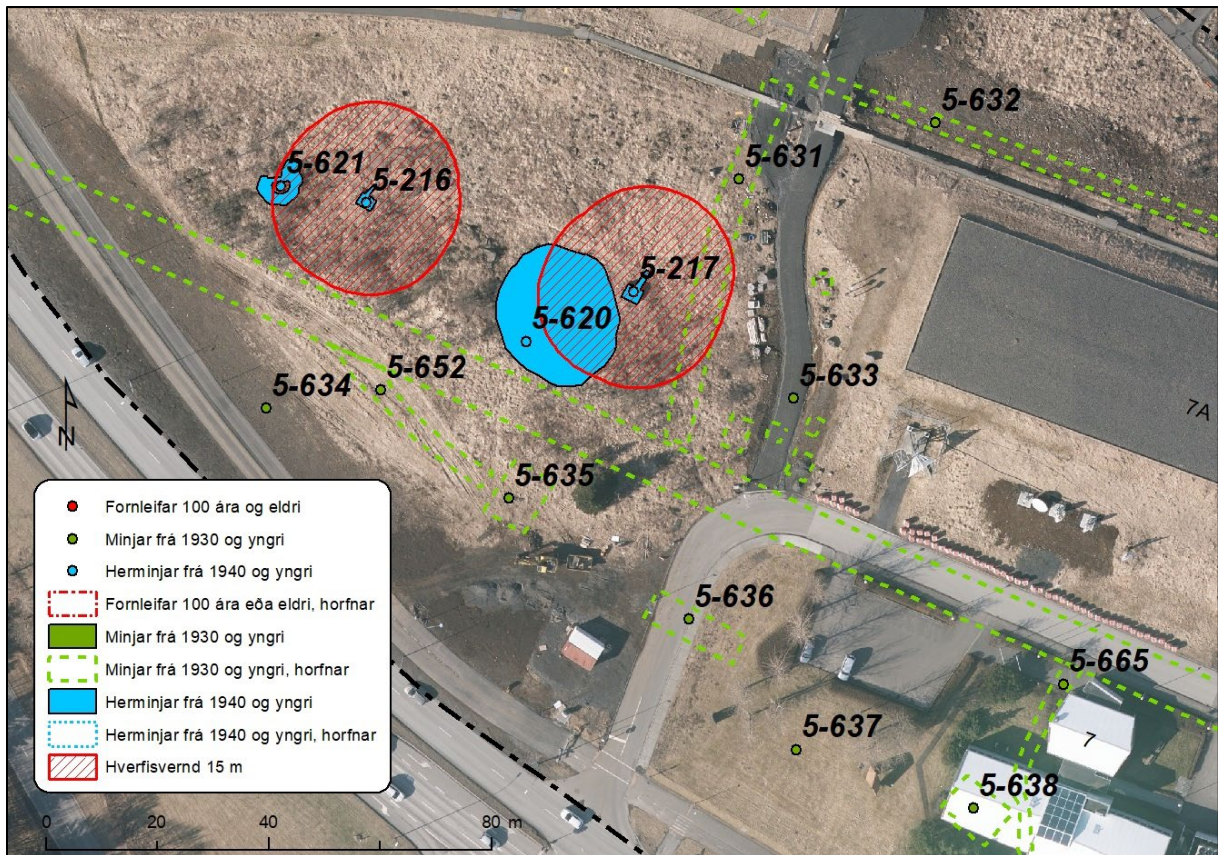 5-632
5-631
5-621
5-216
5-217
5-620
5-652
5-634
5-633
7A
5-635
N
5-636
5-665
5-637
7
5-638
Fornleifar 100 ára og eldri
Minjar frá 1930 og yngri
Herminjar frá 1940 og yngri
Fornleifar 100 ára eða eldri, horfnar
Minjar frá 1930 og yngri
Minjar frá 1930 og yngri, horfnar
Herminjar frá 1940 og yngri
Herminjar frá 1940 og yngri, horfnar
Hverfisvernd 15 m
0 20 40 80 m